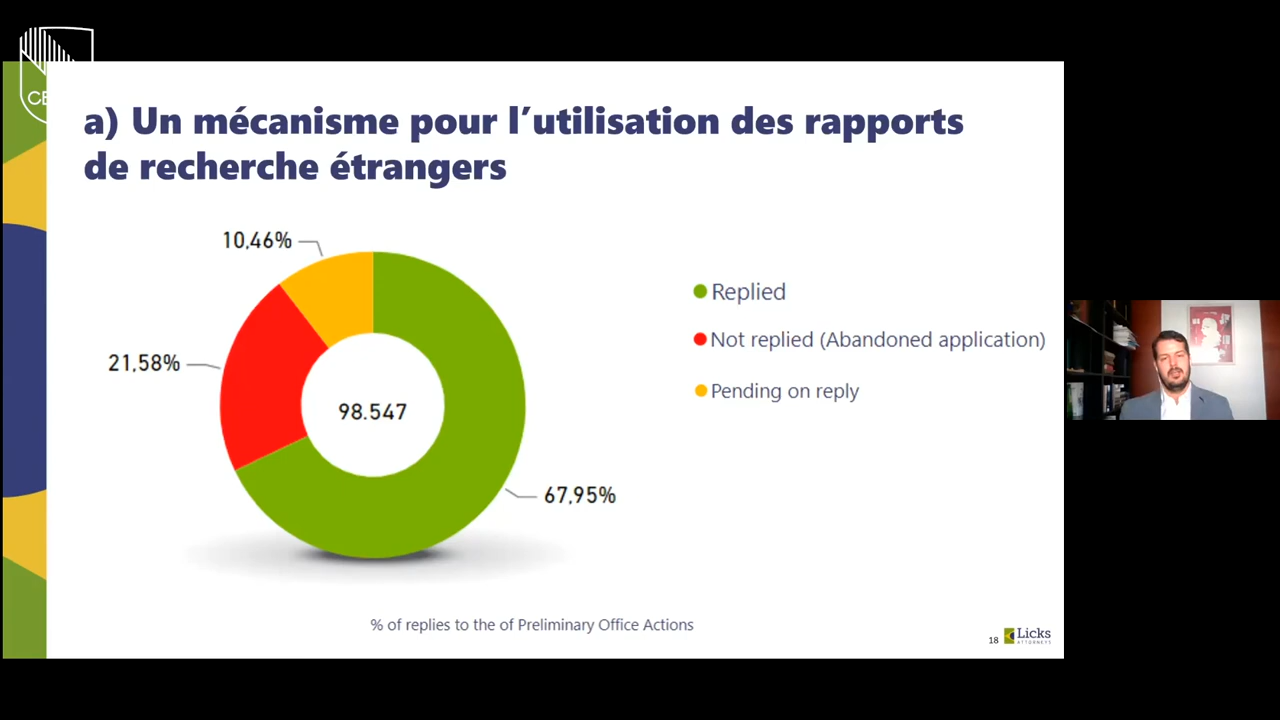 a) Un mécanisme pour l’utilisation des rapports
de recherche étrangers
10,46%
21,58%
98.547
67,95%
Replied
Not replied (Abandoned application)
Pending on reply
% of replies to the of Preliminary Office Actions
18
Licks
ATTORNEYS